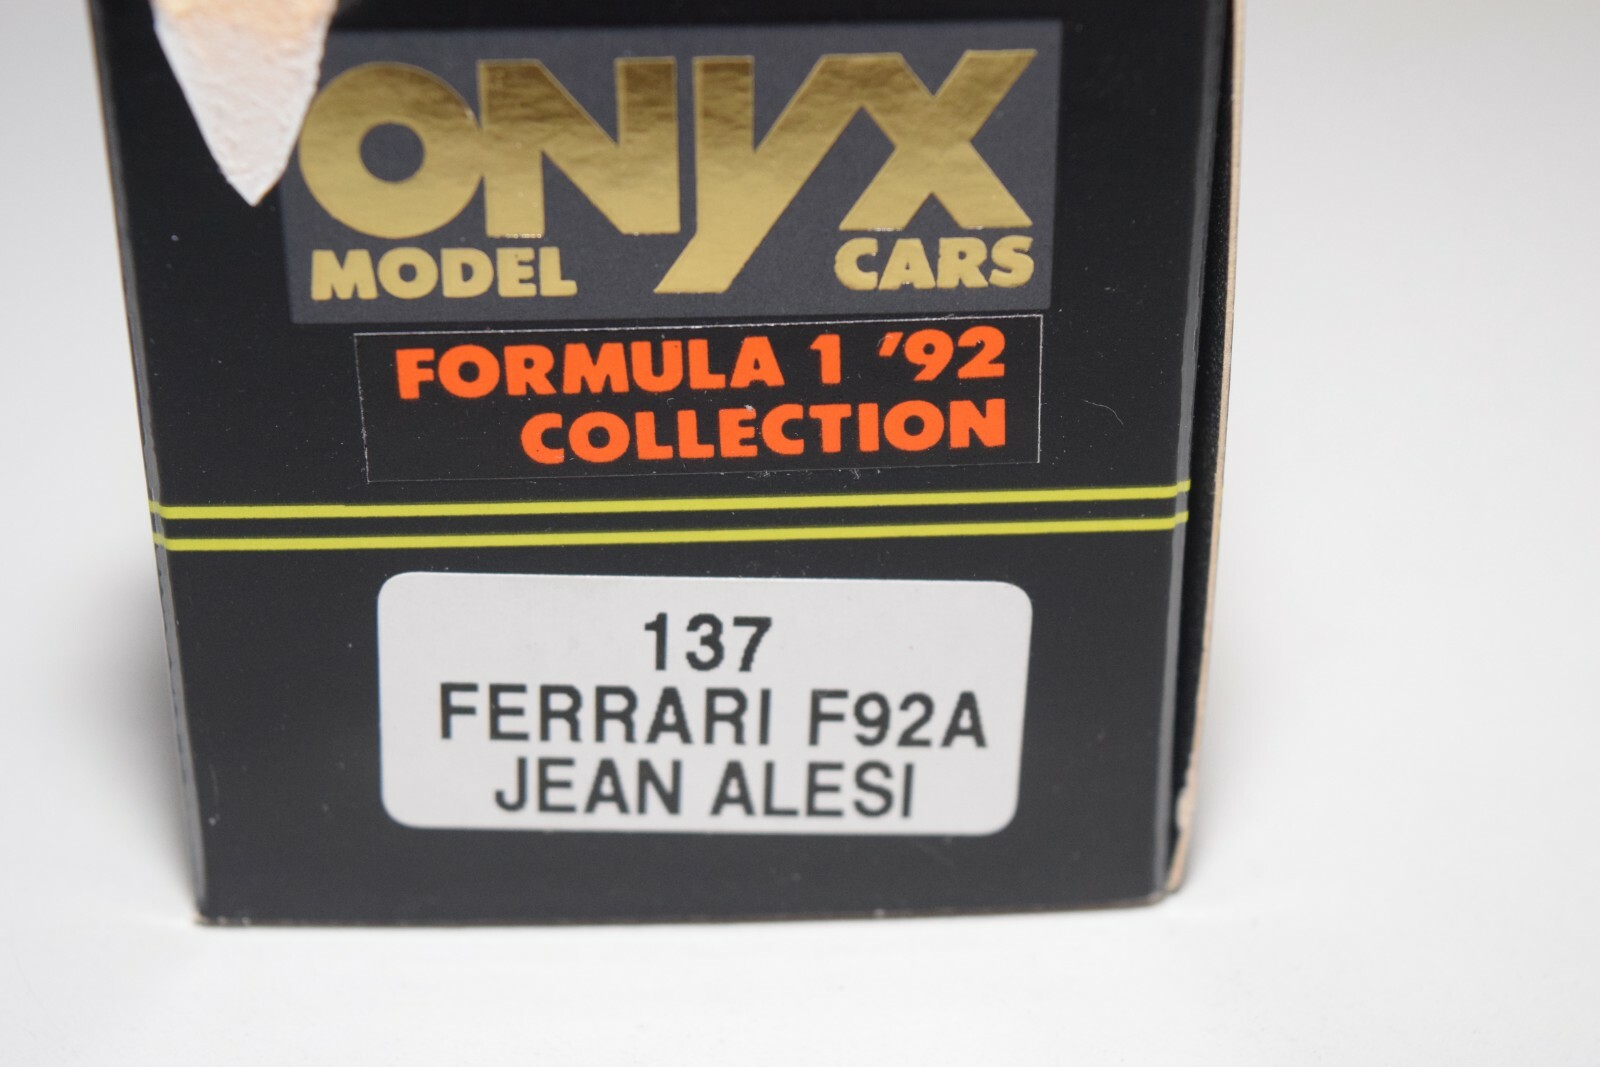 ONYX
MODEL CARS
FORMULA 1 '92
COLLECTION
137
FERRARI F92A
JEAN ALESI